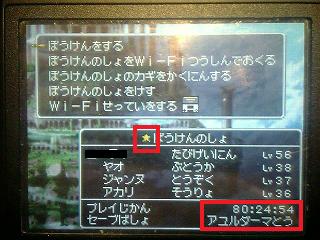 ぼうけんをする
ぼうけんのしょをWi-Fiつうしんでおくる
ぼうけんのしょのカギをかくにんする
ぼうけんのしょをけす
Wi-Fiせっていをする
★ぼうけんのしょ
たびげいにん Lv56
ヤオ ぶとうか Lv38
ジャンヌ とうぞく Lv37
アカリ そうりょ Lv36
プレイじかん 80:24:54
セーブばしょ アユルダーマとう